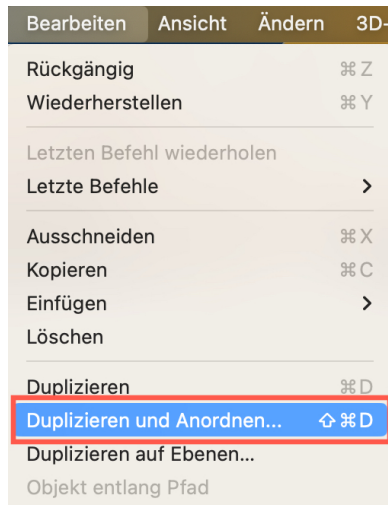 Bearbeiten Ansicht Ändern 3D-
Rückgängig ⌘Z
Wiederherstellen ⌘Y
Letzten Befehl wiederholen
Letzte Befehle >
Ausschneiden ⌘X
Kopieren ⌘C
Einfügen >
Löschen
Duplizieren ⌘D
Duplizieren und Anordnen... ⇧⌘D
Duplizieren auf Ebenen...
Objekt entlang Pfad